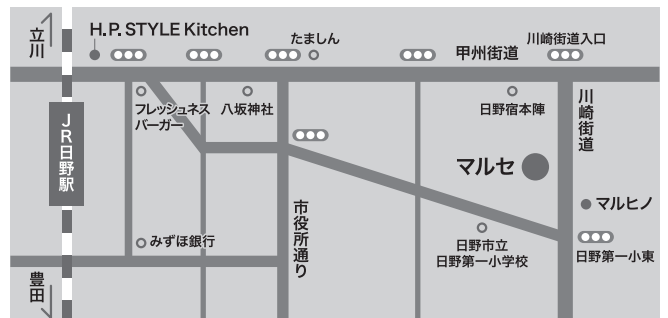 立川
H.P. STYLE Kitchen
たましん
甲州街道
川崎街道入口
フレッシュネス
バーガー
八坂神社
日野宿本陣
川崎街道
JR日野駅
マルセ
マルヒノ
市役所通り
みずほ銀行
日野市立
日野第一小学校
日野第一小東
豊田